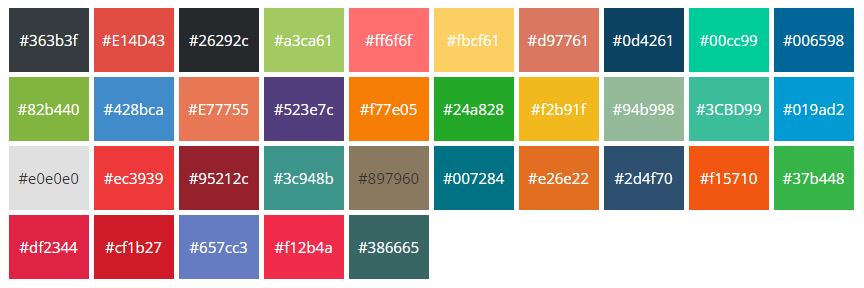 #363b3f #E14D43 #26292c #a3ca61 #ff6f6f #fbcf61 #d97761 #0d4261 #00cc99 #006598
#82b440 #428bca #E77755 #523e7c #f77e05 #24a828 #f2b91f #94b998 #3CBD99 #019ad2
#e0e0e0 #ec3939 #95212c #3c948b #897960 #007284 #e26e22 #2d4f70 #f15710 #37b448
#df2344 #cf1b27 #657cc3 #f12b4a #386665